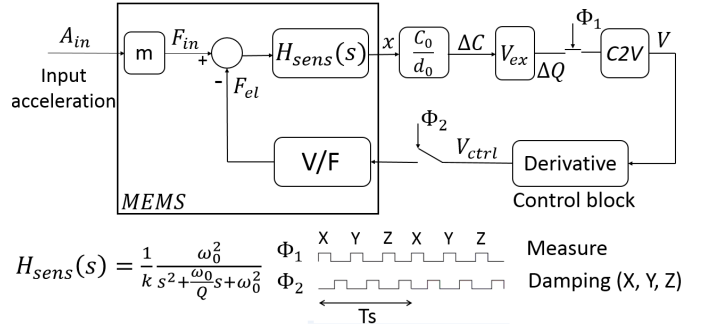 A_in
Input
acceleration
m
F_in
+
-
F_el
H_sens(s)
x
C_0
d_0
ΔC
V_ex
ΔQ
Φ_1
C2V
V
V/F
Φ_2
V_ctrl
Derivative
Control block
MEMS
H_sens(s) = 1/k ω_0^2/(s^2+ω_0/Q s+ω_0^2)
Φ_1 X Y Z X Y Z Measure
Φ_2 Damping (X, Y, Z)
Ts